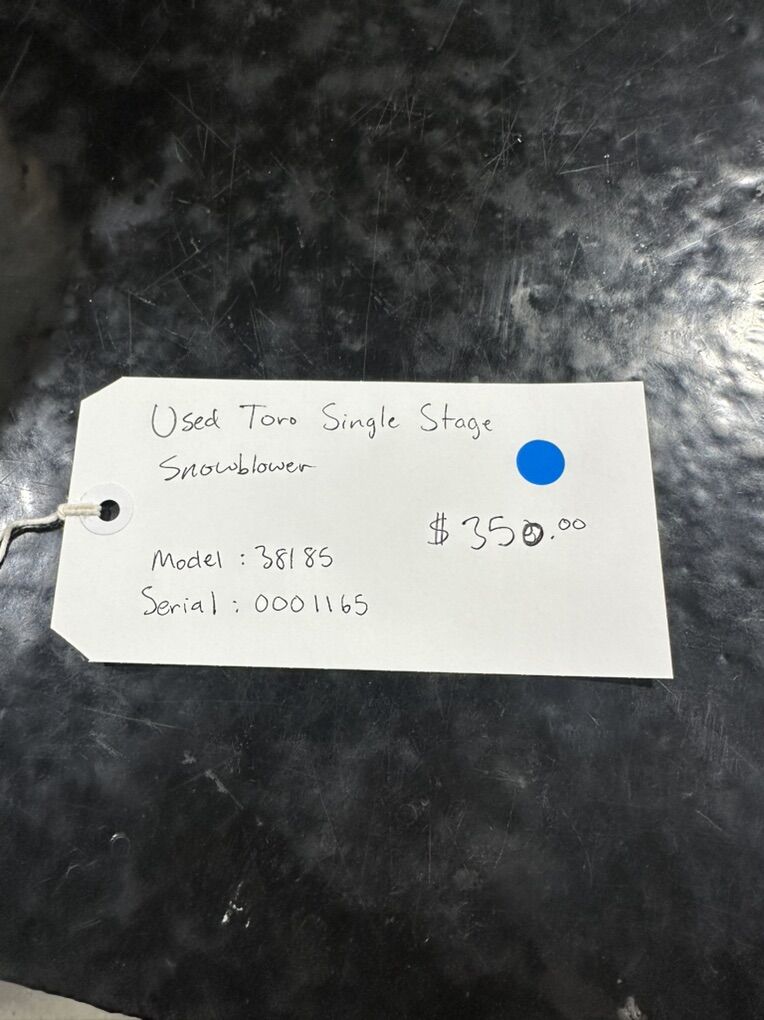 Used Toro Single Stage
Snowblower
$350.00
Model : 38185
Serial : 0001165